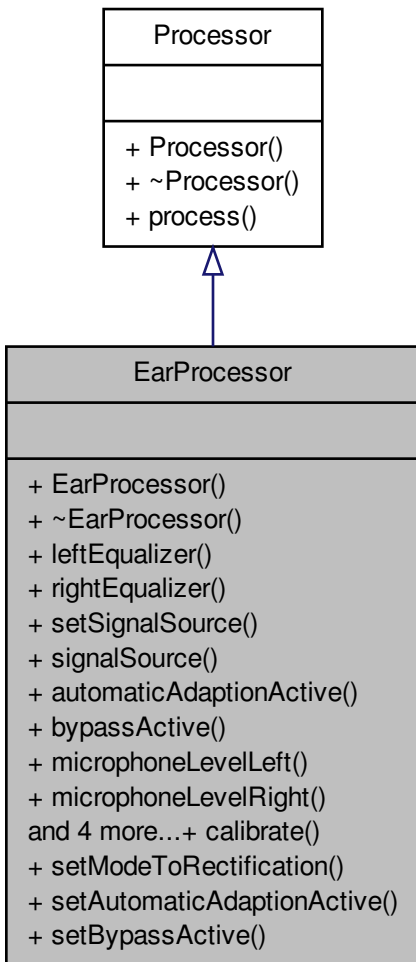 Processor
+ Processor()
+ ~Processor()
+ process()
EarProcessor
+ EarProcessor()
+ ~EarProcessor()
+ leftEqualizer()
+ rightEqualizer()
+ setSignalSource()
+ signalSource()
+ automaticAdaptionActive()
+ bypassActive()
+ microphoneLevelLeft()
+ microphoneLevelRight()
and 4 more...+ calibrate()
+ setModeToRectification()
+ setAutomaticAdaptionActive()
+ setBypassActive()